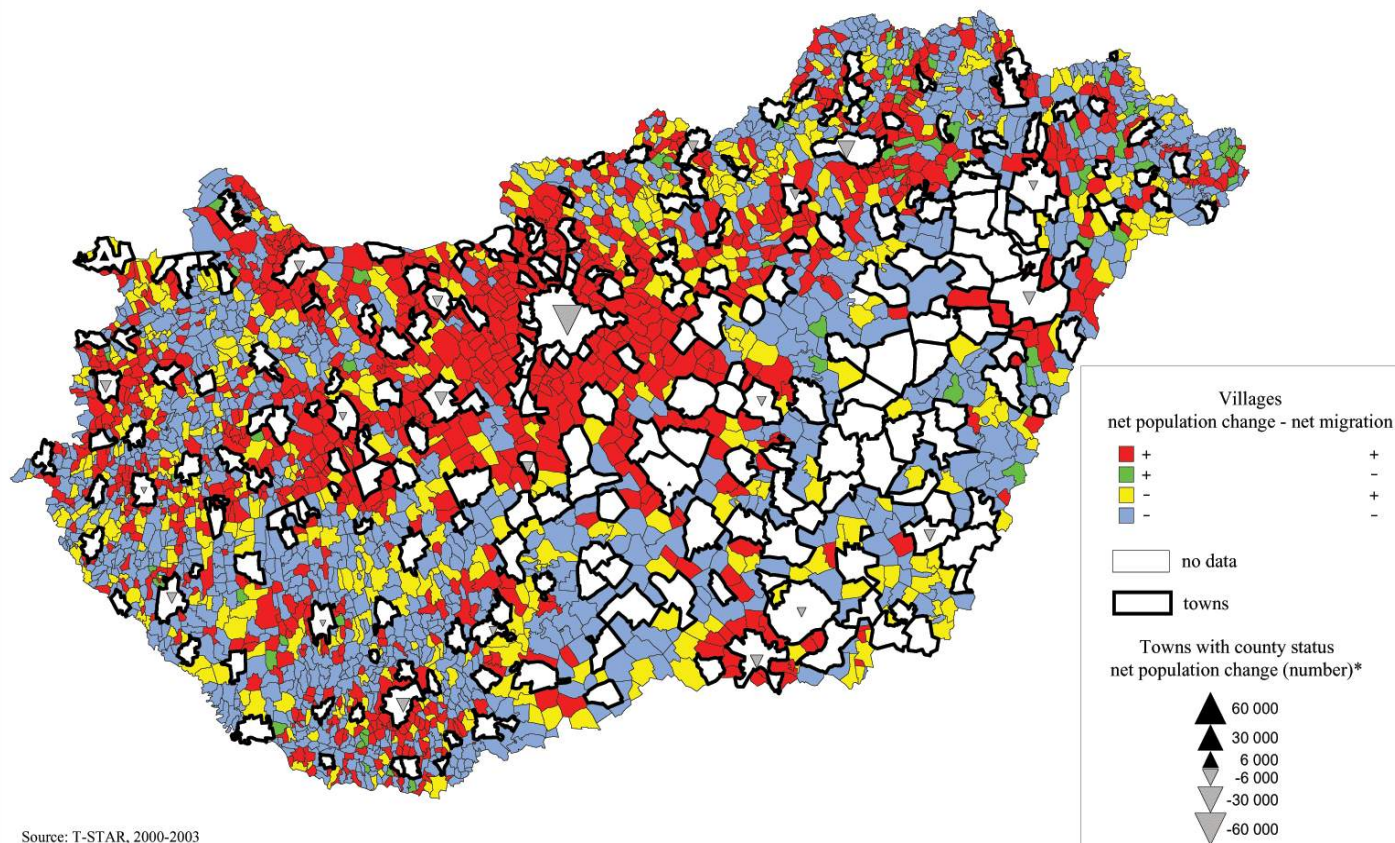 Villages
net population change - net migration
+ +
+ -
- +
- -
no data
towns
Towns with county status
net population change (number)*
60 000
30 000
6 000
-6 000
-30 000
-60 000
Source: T-STAR, 2000-2003